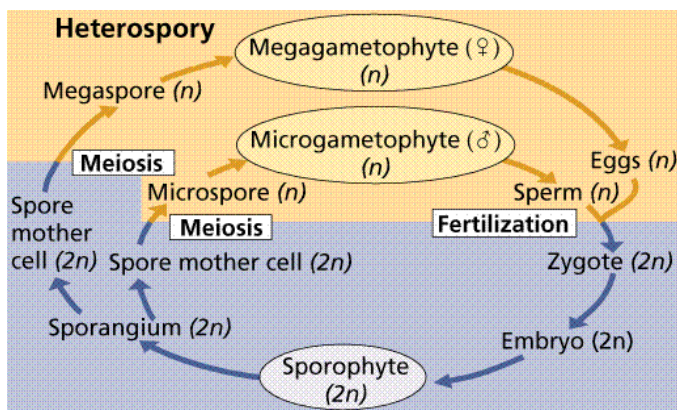 Heterospory
Megagametophyte (♀)
(n)
Megaspore (n)
Microgametophyte (♂)
(n)
Meiosis
Eggs (n)
Microspore (n)
Sperm (n)
Spore
mother
cell (2n)
Meiosis
Fertilization
Spore mother cell (2n)
Zygote (2n)
Sporangium (2n)
Embryo (2n)
Sporophyte
(2n)